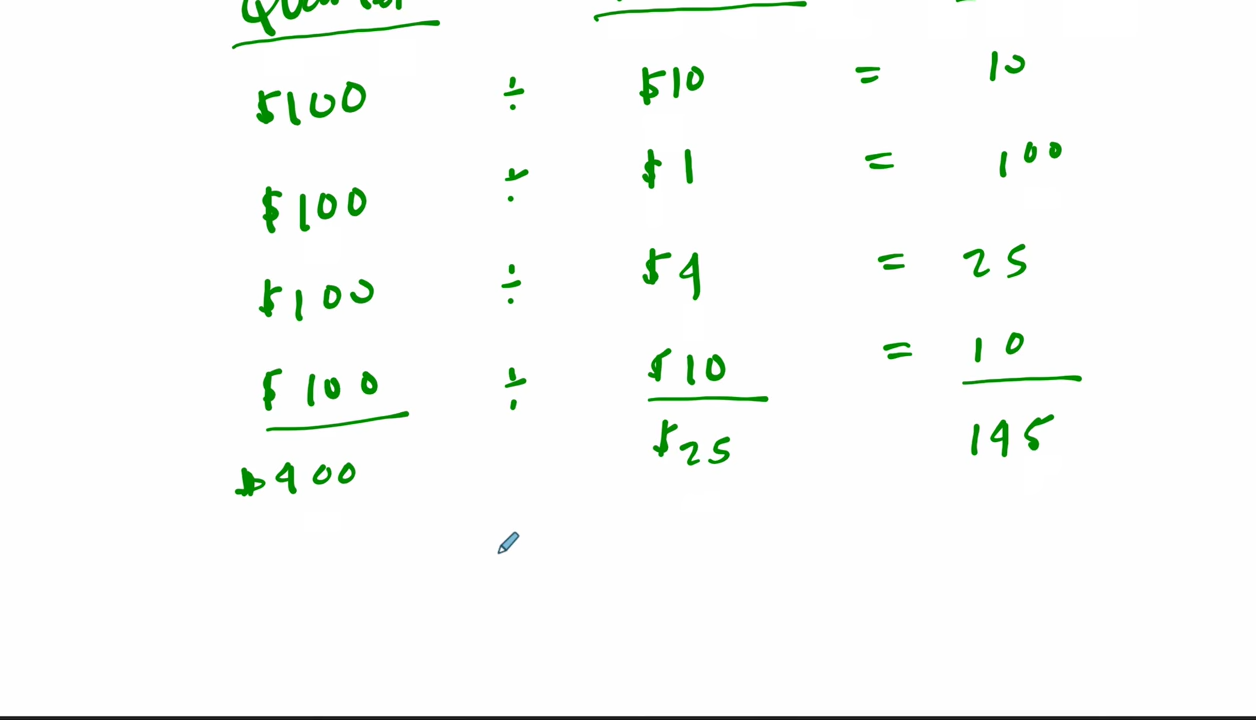 $100 ÷ $10 = 10
$100 ÷ $1 = 100
$100 ÷ $4 = 25
$100 ÷ $10 = 10
$400 $25 145